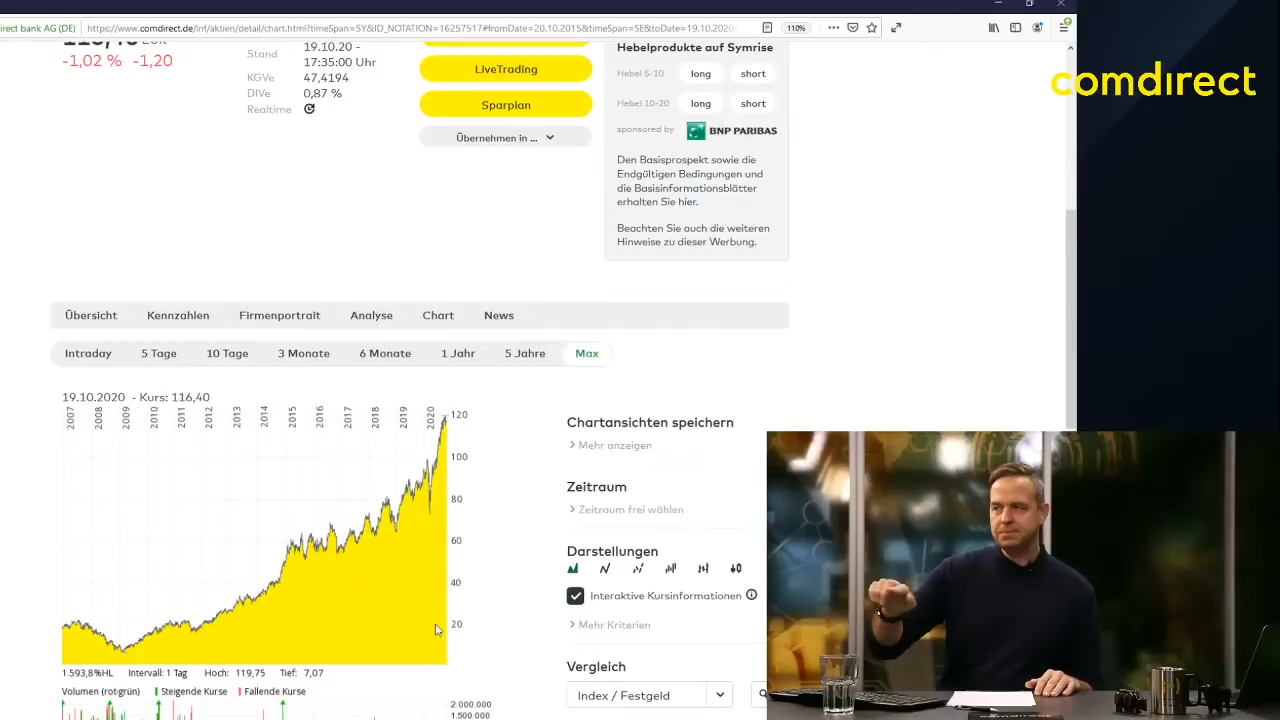 irect bank AG (DE)
https://www.comdirect.de/inf/aktien/detail/chart.html?timeSpan=5Y&ID_NOTATION=16257517#fromDate=20.10.2015&timeSpan=SE&toDate=19.10.2020
110%
comdirect
-1,02 % -1,20
Stand 19.10.20 -
17:35:00 Uhr
KGVe 47,4194
DIVe 0,87 %
Realtime
LiveTrading
Sparplan
Übernehmen in ...
Hebelprodukte auf Symrise
Hebel 5-10 long short
Hebel 10-20 long short
sponsored by BNP PARIBAS
Den Basisprospekt sowie die
Endgültigen Bedingungen und
die Basisinformationsblätter
erhalten Sie hier.
Beachten Sie auch die weiteren
Hinweise zu dieser Werbung.
Übersicht Kennzahlen Firmenportrait Analyse Chart News
Intraday 5 Tage 10 Tage 3 Monate 6 Monate 1 Jahr 5 Jahre Max
19.10.2020 - Kurs: 116,40
2007 2008 2009 2010 2011 2012 2013 2014 2015 2016 2017 2018 2019 2020
120
100
80
60
40
20
1.593,8%HL Intervall: 1 Tag Hoch: 119,75 Tief: 7,07
Volumen (rot-grün) Steigende Kurse Fallende Kurse
2.000.000
1.500.000
Chartansichten speichern
Mehr anzeigen
Zeitraum
Zeitraum frei wählen
Darstellungen
Interaktive Kursinformationen
Mehr Kriterien
Vergleich
Index / Festgeld